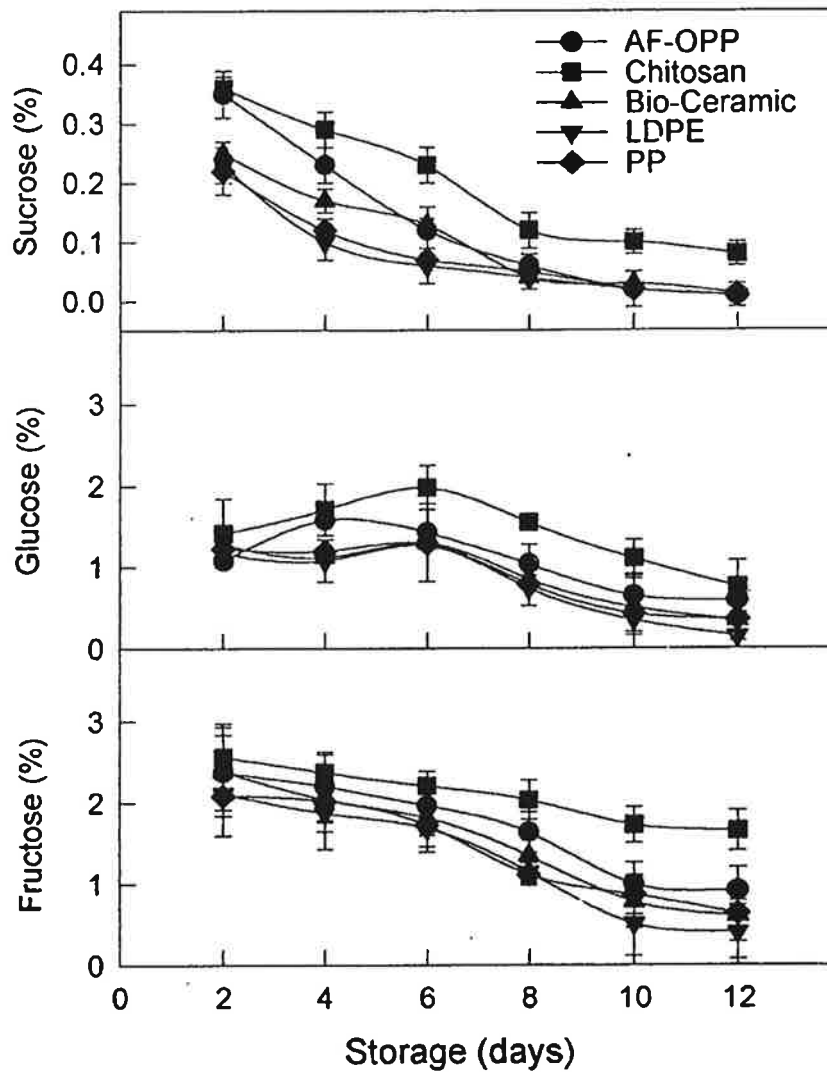 AF-OPP
Chitosan
Bio-Ceramic
LDPE
PP
Sucrose (%)
0.4
0.3
0.2
0.1
0.0
Glucose (%)
3
2
1
0
Fructose (%)
3
2
1
0
0 2 4 6 8 10 12
Storage (days)